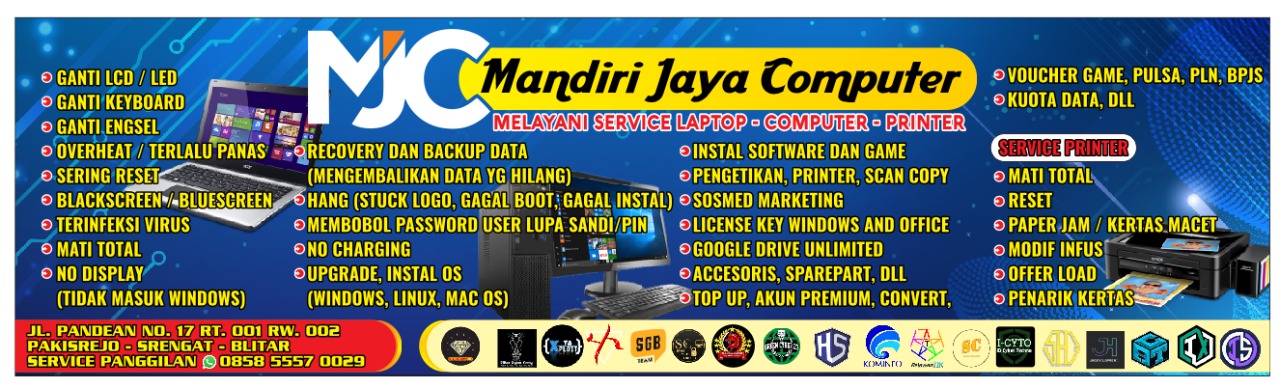 MJC
Mandiri Jaya Computer
MELAYANI SERVICE LAPTOP - COMPUTER - PRINTER
GANTI LCD / LED
GANTI KEYBOARD
GANTI ENGSEL
OVERHEAT / TERLALU PANAS
SERING RESET
BLACKSCREEN / BLUESCREEN
TERINFEKSI VIRUS
MATI TOTAL
NO DISPLAY
(TIDAK MASUK WINDOWS)
RECOVERY DAN BACKUP DATA
(MENGEMBALIKAN DATA YG HILANG)
HANG (STUCK LOGO, GAGAL BOOT, GAGAL INSTAL)
MEMBOBOL PASSWORD USER LUPA SANDI/PIN
NO CHARGING
UPGRADE, INSTAL OS
(WINDOWS, LINUX, MAC OS)
INSTAL SOFTWARE DAN GAME
PENGETIKAN, PRINTER, SCAN COPY
SOSMED MARKETING
LICENSE KEY WINDOWS AND OFFICE
GOOGLE DRIVE UNLIMITED
ACCESORIS, SPAREPART, DLL
TOP UP, AKUN PREMIUM, CONVERT,
VOUCHER GAME, PULSA, PLN, BPJS
KUOTA DATA, DLL
SERVICE PRINTER
MATI TOTAL
RESET
PAPER JAM / KERTAS MACET
MODIF INFUS
OFFER LOAD
PENARIK KERTAS
JL. PANDEAN NO. 17 RT. 001 RW. 002
PAKISREJO - SRENGAT - BLITAR
SERVICE PANGGILAN 0858 5557 0029
SGB
TEAM
HS
KOMINFO
RelawanTIK
I-CYTO
JH